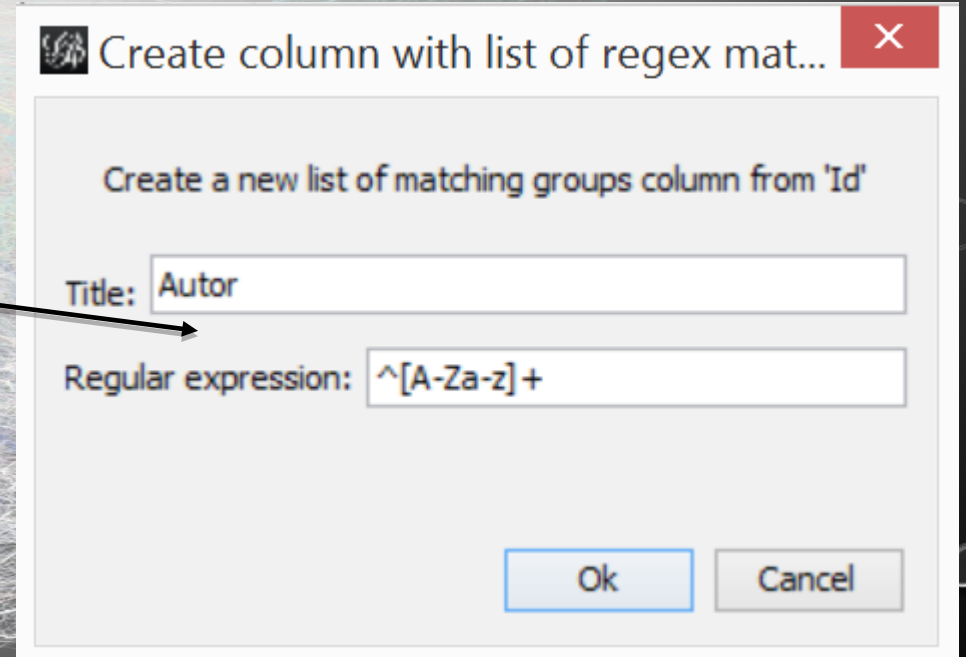 Create column with list of regex mat...
Create a new list of matching groups column from 'Id'
Title: Autor
Regular expression: ^[A-Za-z]+
Ok Cancel